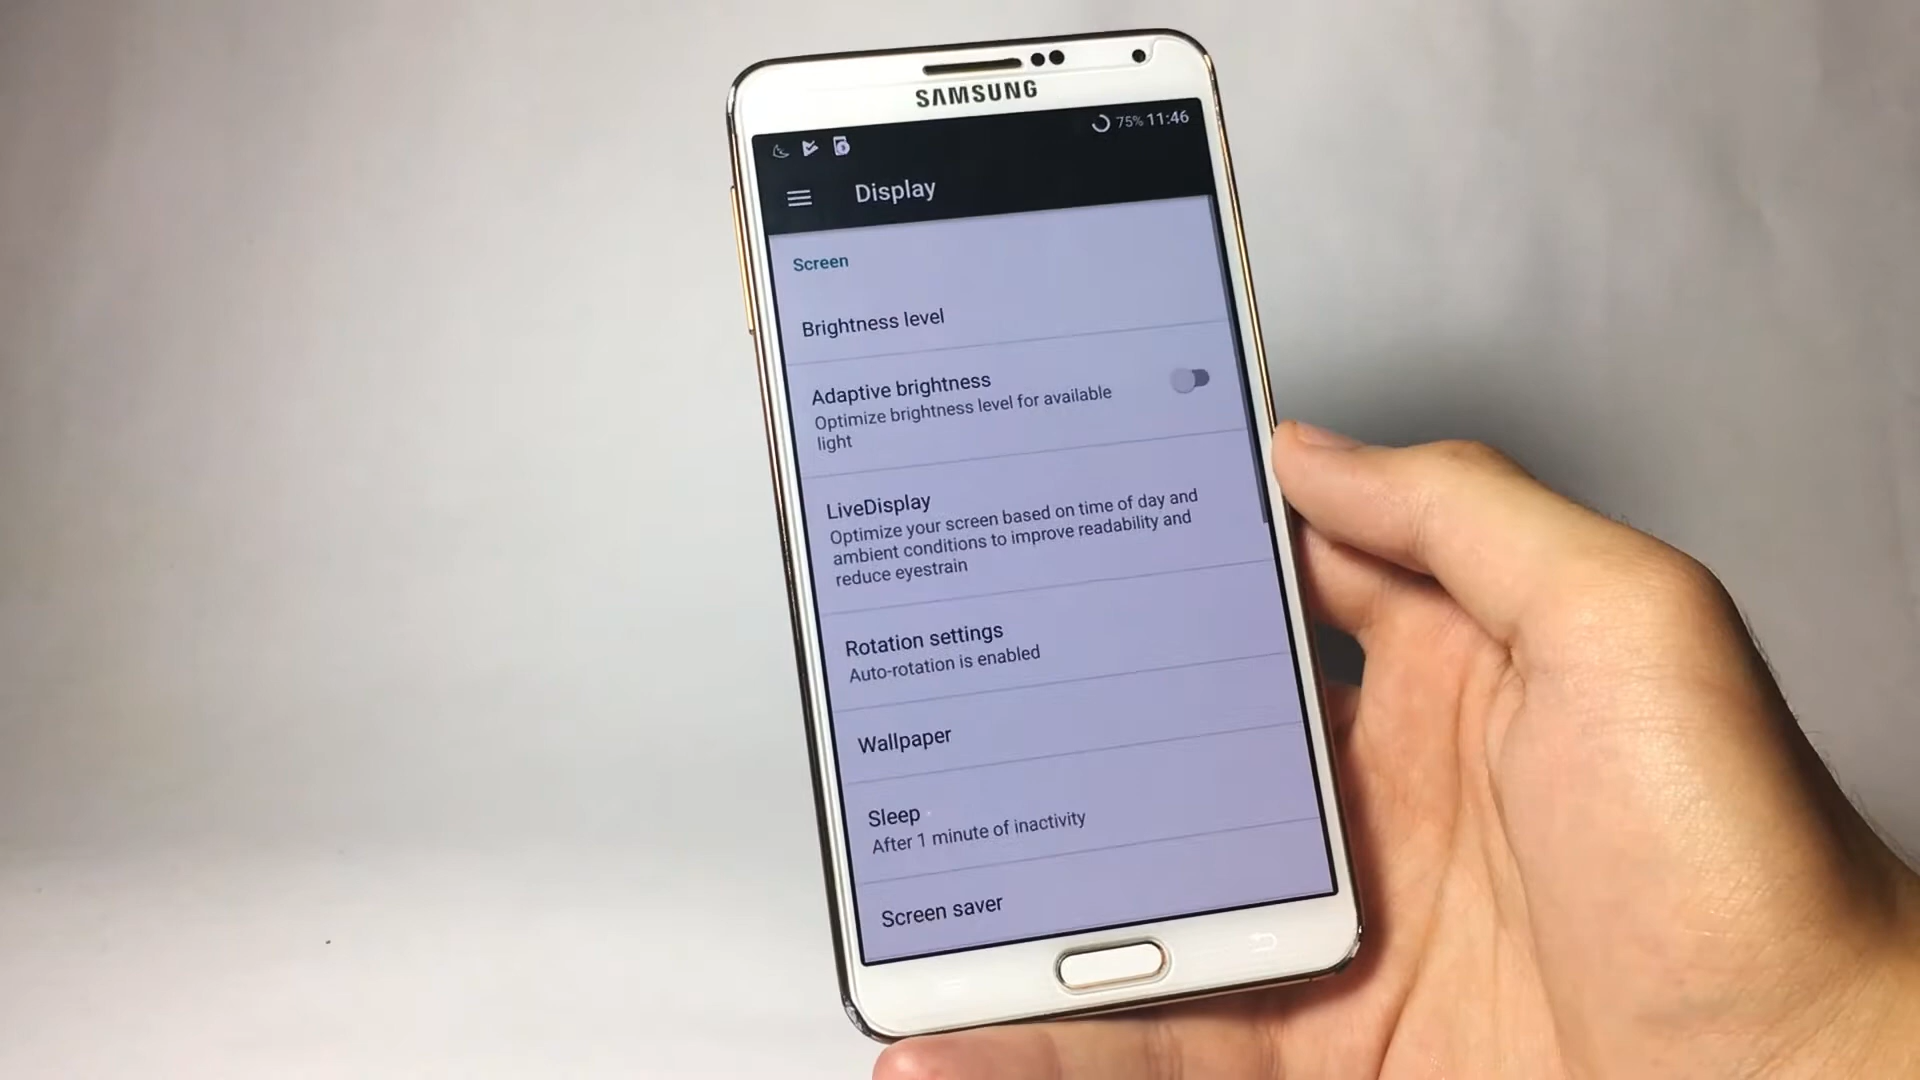 SAMSUNG
75% 11:46
Display
Screen
Brightness level
Adaptive brightness
Optimize brightness level for available
light
LiveDisplay
Optimize your screen based on time of day and
ambient conditions to improve readability and
reduce eyestrain
Rotation settings
Auto-rotation is enabled
Wallpaper
Sleep
After 1 minute of inactivity
Screen saver